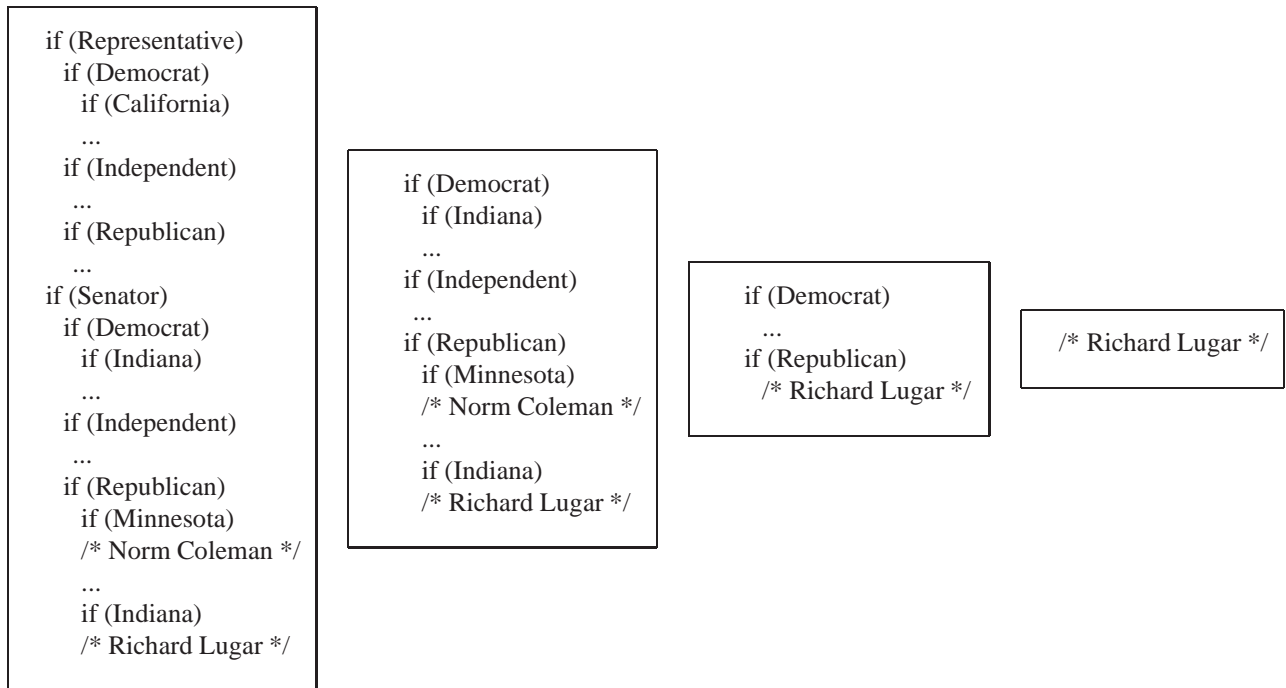 if (Representative)
if (Democrat)
if (California)
...
if (Independent)
...
if (Republican)
...
if (Senator)
if (Democrat)
if (Indiana)
...
if (Independent)
...
if (Republican)
if (Minnesota)
/* Norm Coleman */
...
if (Indiana)
/* Richard Lugar */
if (Democrat)
if (Indiana)
...
if (Independent)
...
if (Republican)
if (Minnesota)
/* Norm Coleman */
...
if (Indiana)
/* Richard Lugar */
if (Democrat)
...
if (Republican)
/* Richard Lugar */
/* Richard Lugar */